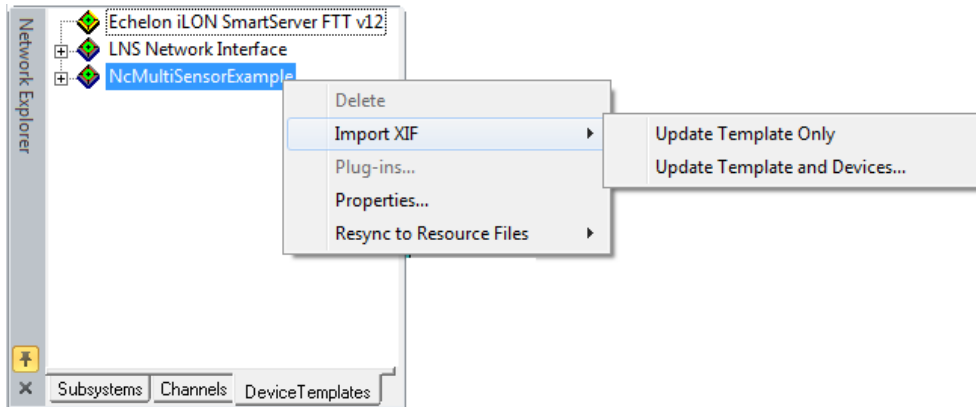 Network Explorer
Echelon iLON SmartServer FTT v12
LNS Network Interface
NcMultiSensorExample
Delete
Import XIF
Update Template Only
Plug-ins...
Update Template and Devices...
Properties...
Resync to Resource Files
Subsystems
Channels
DeviceTemplates